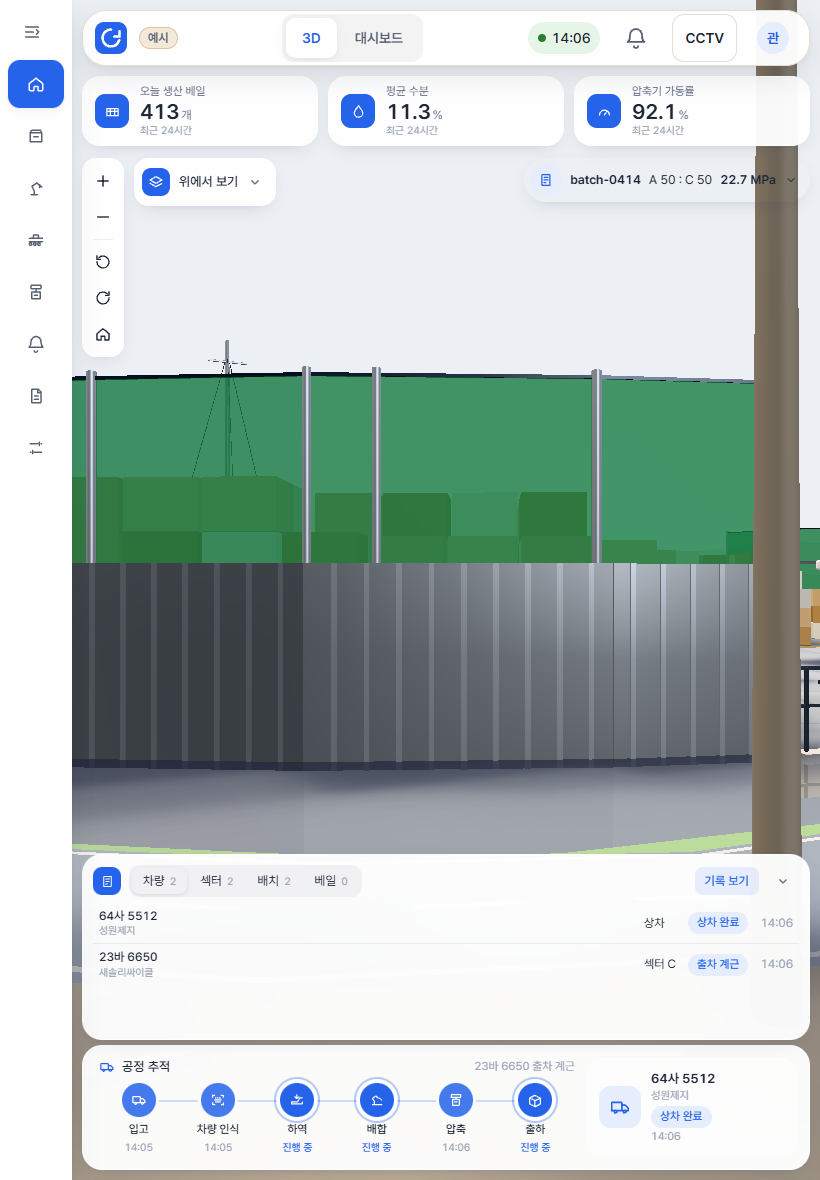 예시
3D
대시보드
14:06
CCTV
관
오늘 생산 베일
413개
최근 24시간
평균 수분
11.3%
최근 24시간
압축기 가동률
92.1%
최근 24시간
위에서 보기
batch-0414 A 50 : C 50 22.7 MPa
차량 2
섹터 2
배치 2
베일 0
기록 보기
64사 5512
성원제지
상차
상차 완료
14:06
23바 6650
새솔리싸이클
섹터 C
출차 계근
14:06
공정 추적
23바 6650 출차 계근
입고
14:05
차량 인식
14:05
하역
진행 중
배합
진행 중
압축
14:06
출하
진행 중
64사 5512
성원제지
상차 완료
14:06